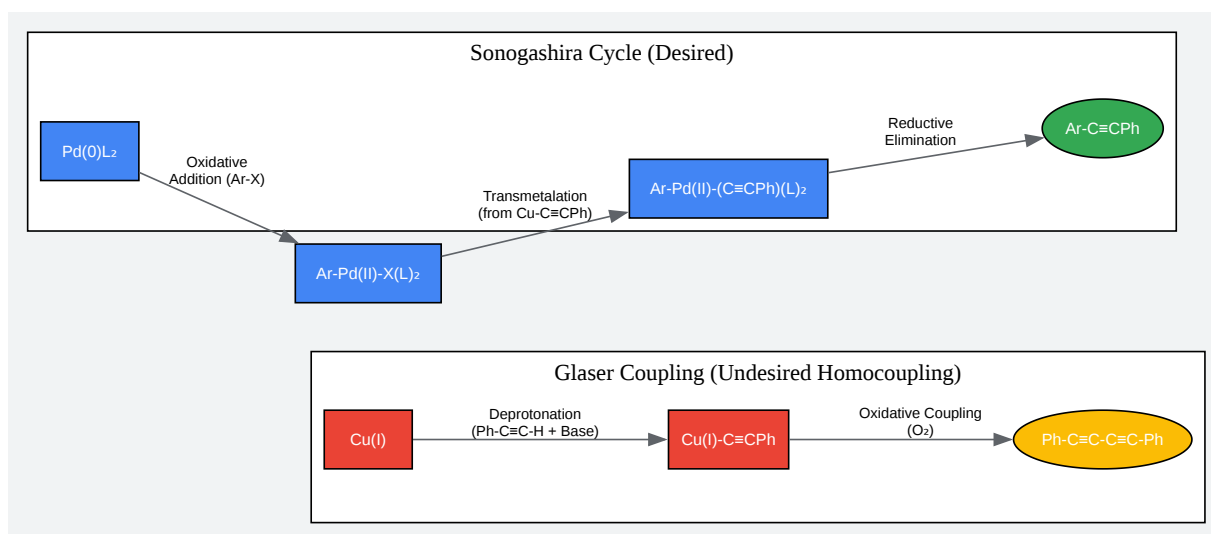 Sonogashira Cycle (Desired)
Pd(0)L₂
Oxidative
Addition (Ar-X)
Ar-Pd(II)-X(L)₂
Transmetalation
(from Cu-C≡CPh)
Ar-Pd(II)-(C≡CPh)(L)₂
Reductive
Elimination
Ar-C≡CPh
Glaser Coupling (Undesired Homocoupling)
Cu(I)
Deprotonation
(Ph-C≡C-H + Base)
Cu(I)-C≡CPh
Oxidative Coupling
(O₂)
Ph-C≡C-C≡C-Ph